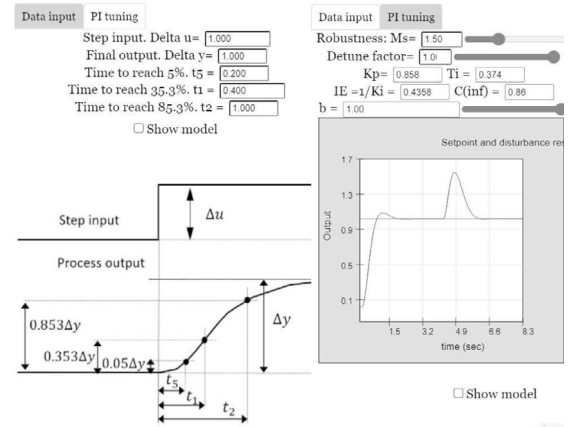 Data input PI tuning
Step input. Delta u= 1.000
Final output. Delta y= 1.000
Time to reach 5%. t5 = 0.200
Time to reach 35.3%. t1 = 0.400
Time to reach 85.3%. t2 = 1.000
Show model
Step input
Δu
Process output
0.853Δy
0.353Δy
0.05Δy
Δy
t5
t1
t2
Data input PI tuning
Robustness: Ms= 1.50
Detune factor= 1.0
Kp= 0.858 Ti = 0.374
IE =1/Ki = 0.4358 C(inf) = 0.86
b = 1.00
Setpoint and disturbance res
Output
1.7
1.3
0.9
0.5
0.1
1.5 3.2 4.9 6.6 8.3
time (sec)
Show model